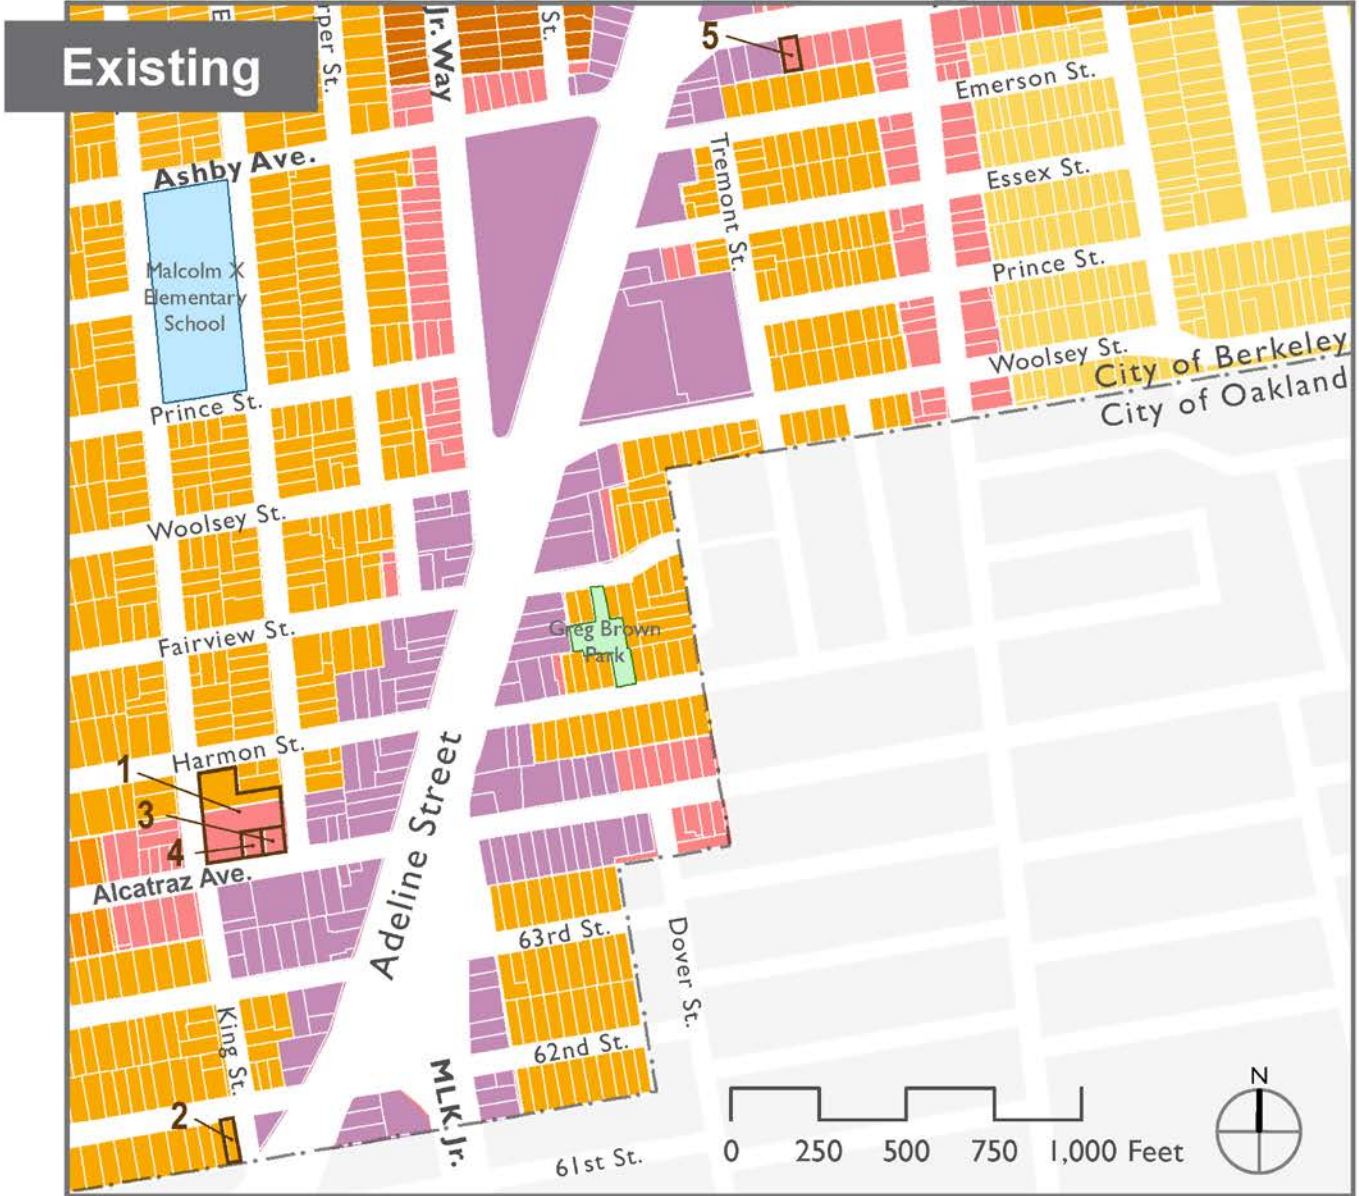 Existing
Jr. Way
St.
5
Emerson St.
Ashby Ave.
Tremont St.
Essex St.
Malcolm X
Elementary
School
Prince St.
Woolsey St.
City of Berkeley
City of Oakland
Prince St.
Woolsey St.
Fairview St.
Greg Brown
Park
Harmon St.
1
3
4
Alcatraz Ave.
Adeline Street
63rd St.
Dover St.
King St.
62nd St.
MLK Jr.
2
61st St.
N
0 250 500 750 1,000 Feet